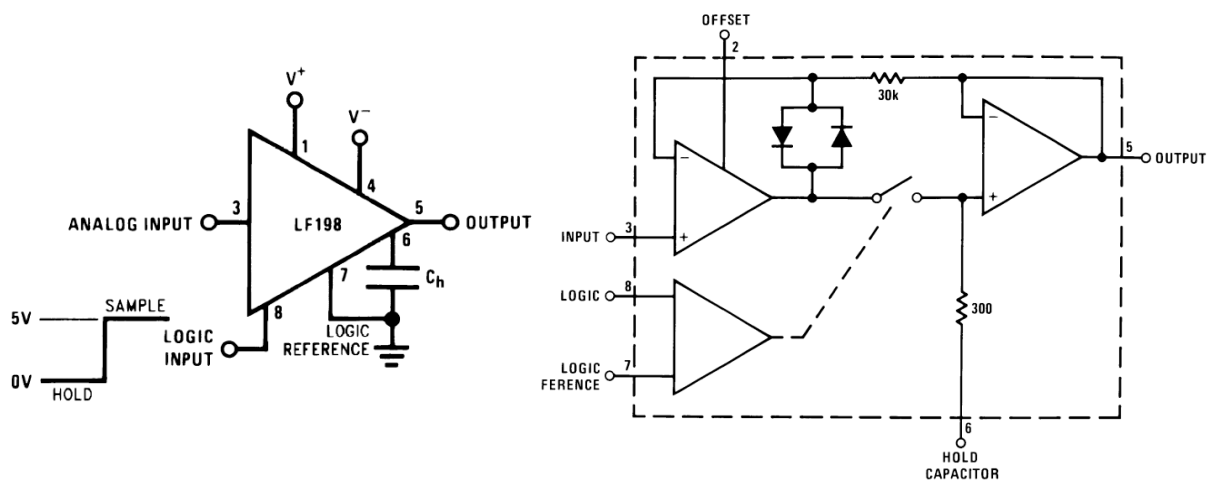 V+
V−
1
4
ANALOG INPUT
3
LF198
5
OUTPUT
6
7
Ch
8
5V
SAMPLE
LOGIC
INPUT
LOGIC
REFERENCE
0V
HOLD
OFFSET
2
30k
−
−
5
OUTPUT
3
INPUT
+
+
8
LOGIC
300
LOGIC
FERENCE
7
6
HOLD
CAPACITOR